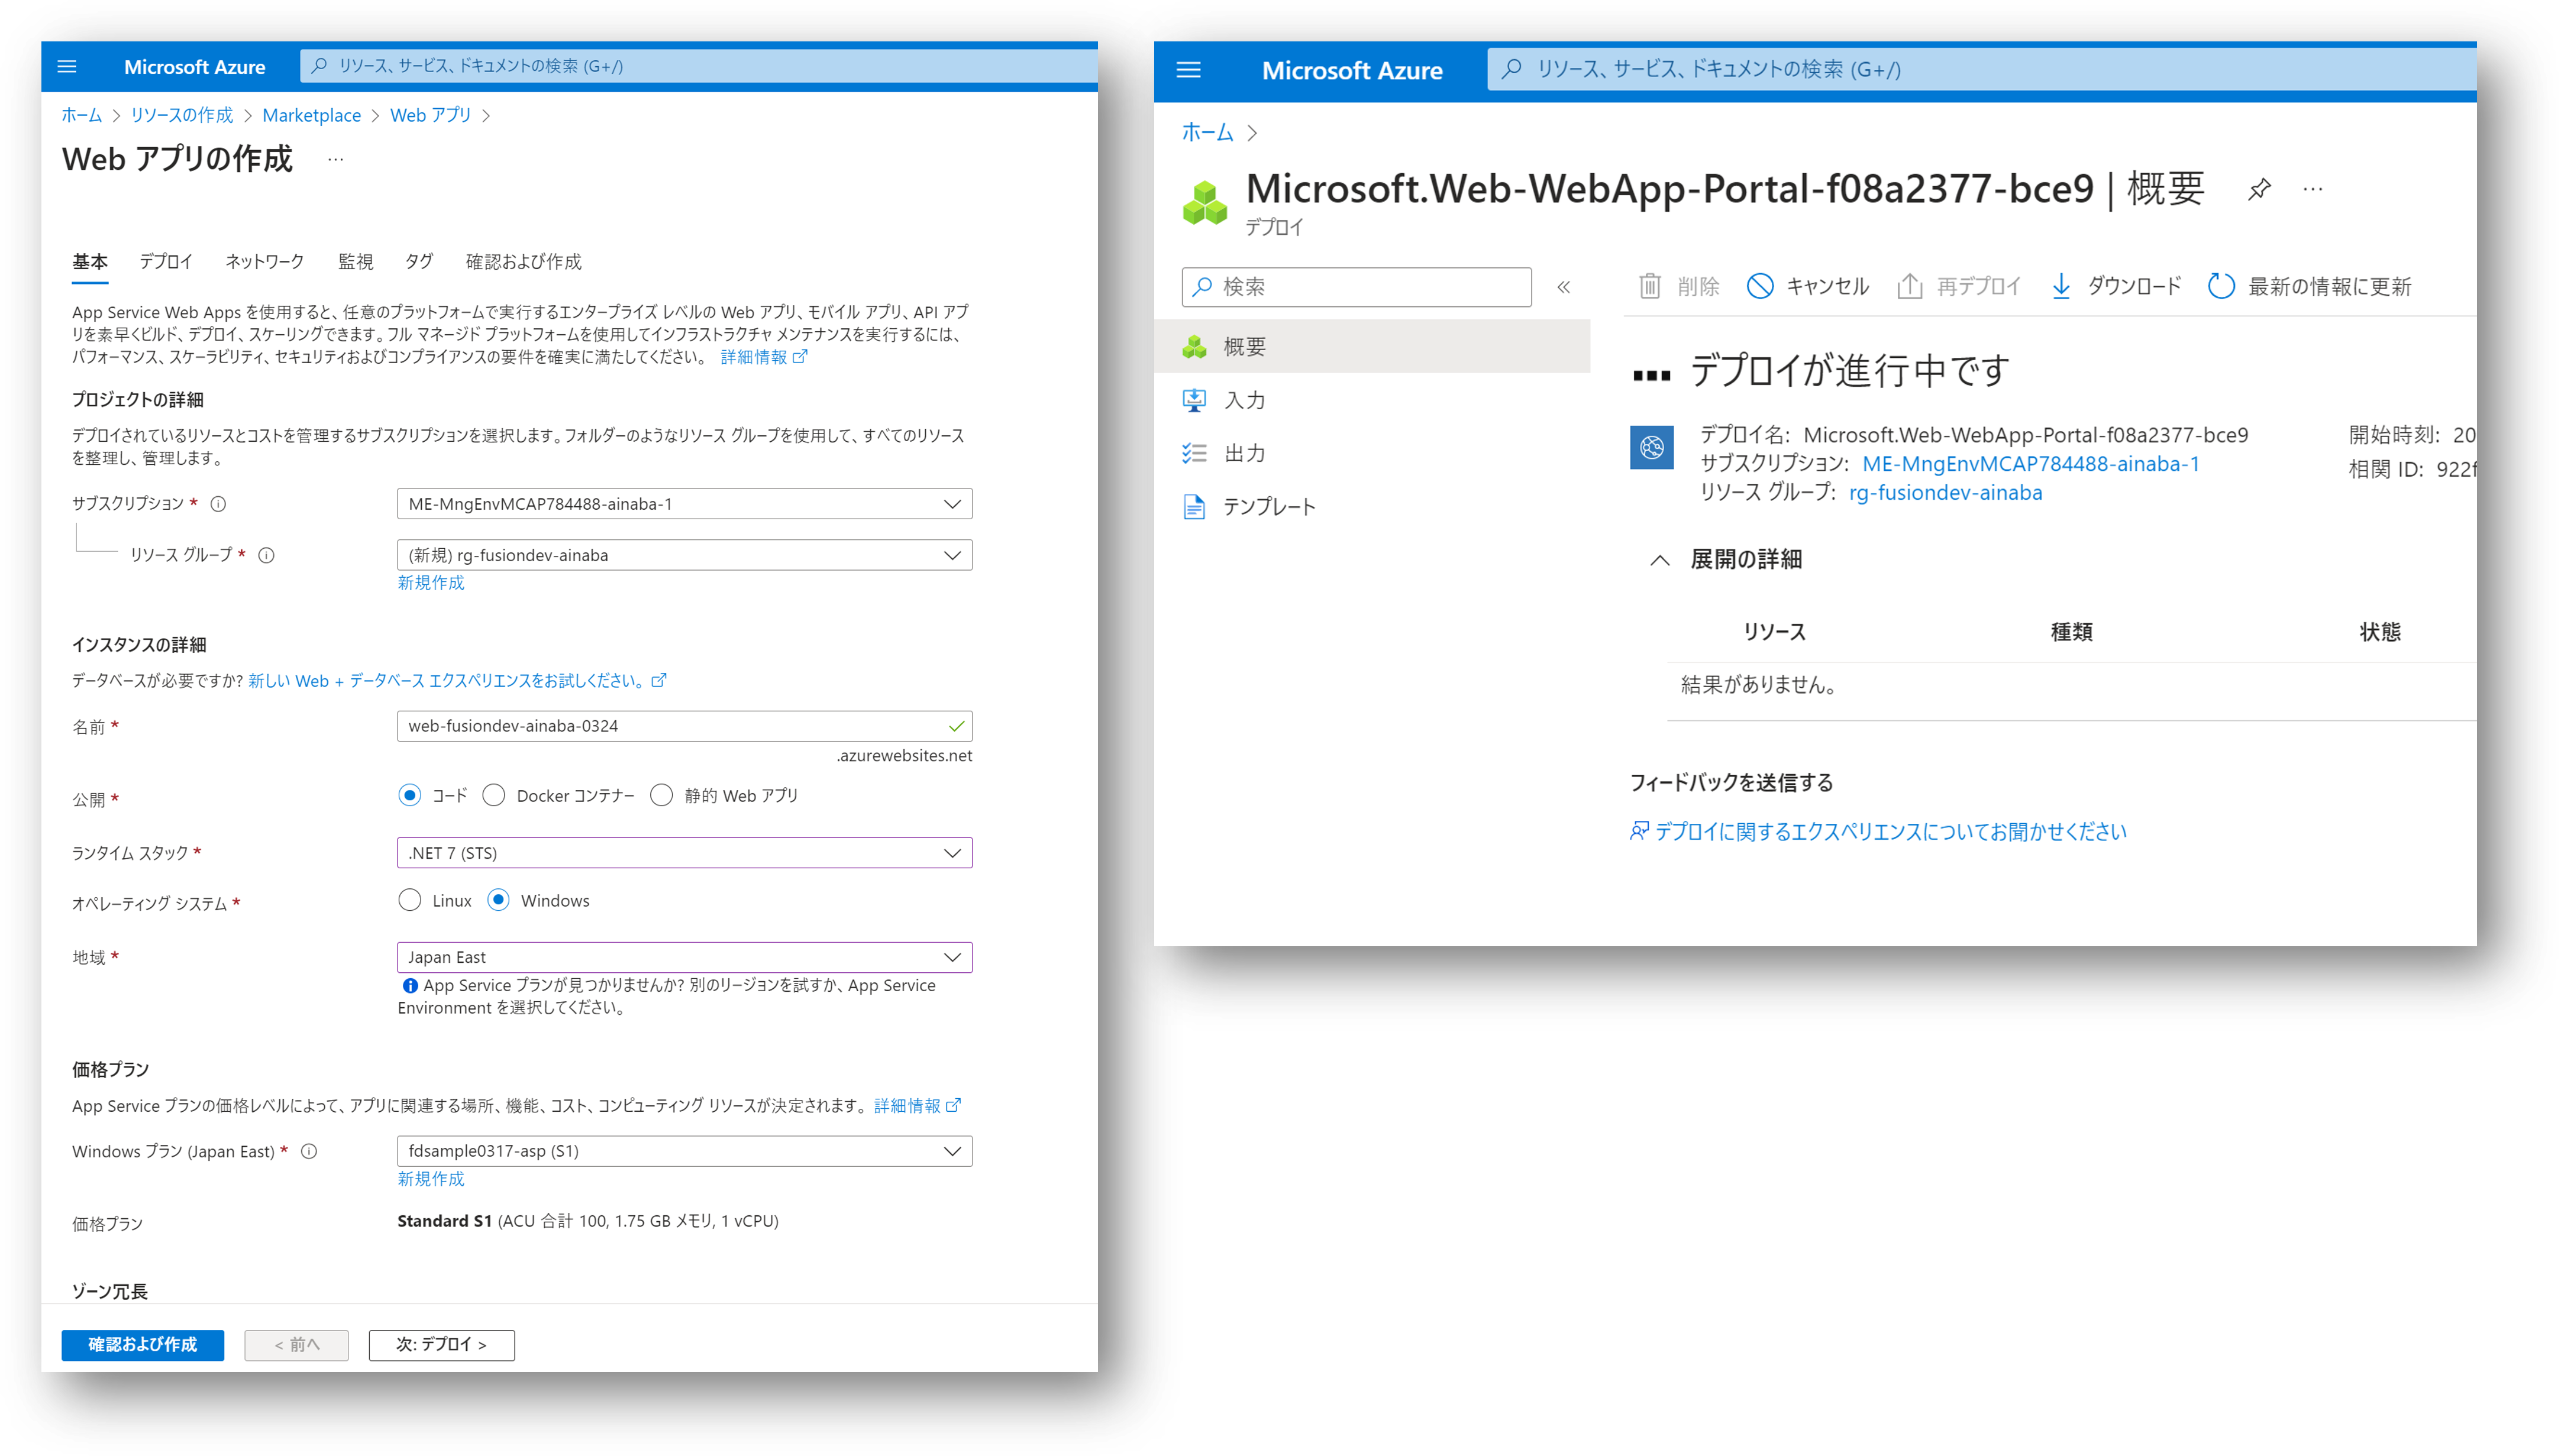 Microsoft Azure
リソース、サービス、ドキュメントの検索 (G+/)
ホーム > リソースの作成 > Marketplace > Web アプリ >
Web アプリの作成 …
基本 デプロイ ネットワーク 監視 タグ 確認および作成
App Service Web Apps を使用すると、任意のプラットフォームで実行するエンタープライズ レベルの Web アプリ、モバイル アプリ、API アプ
リを素早くビルド、デプロイ、スケーリングできます。フル マネージド プラットフォームを使用してインフラストラクチャ メンテナンスを実行するには、
パフォーマンス、スケーラビリティ、セキュリティおよびコンプライアンスの要件を確実に満たしてください。 詳細情報
プロジェクトの詳細
デプロイされているリソースとコストを管理するサブスクリプションを選択します。フォルダーのようなリソース グループを使用して、すべてのリソース
を整理し、管理します。
サブスクリプション * ME-MngEnvMCAP784488-ainaba-1
リソース グループ * (新規) rg-fusiondev-ainaba
新規作成
インスタンスの詳細
データベースが必要ですか? 新しい Web + データベース エクスペリエンスをお試しください。
名前 * web-fusiondev-ainaba-0324
.azurewebsites.net
公開 * コード Docker コンテナー 静的 Web アプリ
ランタイム スタック * .NET 7 (STS)
オペレーティング システム * Linux Windows
地域 * Japan East
App Service プランが見つかりませんか? 別のリージョンを試すか、App Service
Environment を選択してください。
価格プラン
App Service プランの価格レベルによって、アプリに関連する場所、機能、コスト、コンピューティング リソースが決定されます。 詳細情報
Windows プラン (Japan East) * fdsample0317-asp (S1)
新規作成
価格プラン Standard S1 (ACU 合計 100, 1.75 GB メモリ, 1 vCPU)
ゾーン冗長
確認および作成 < 前へ 次: デプロイ >
Microsoft Azure
リソース、サービス、ドキュメントの検索 (G+/)
ホーム >
Microsoft.Web-WebApp-Portal-f08a2377-bce9 | 概要 …
デプロイ
検索 «
概要
入力
出力
テンプレート
削除 キャンセル 再デプロイ ダウンロード 最新の情報に更新
デプロイが進行中です
デプロイ名: Microsoft.Web-WebApp-Portal-f08a2377-bce9
サブスクリプション: ME-MngEnvMCAP784488-ainaba-1
リソース グループ: rg-fusiondev-ainaba
開始時刻: 20
相関 ID: 922f
展開の詳細
リソース 種類 状態
結果がありません。
フィードバックを送信する
デプロイに関するエクスペリエンスについてお聞かせください